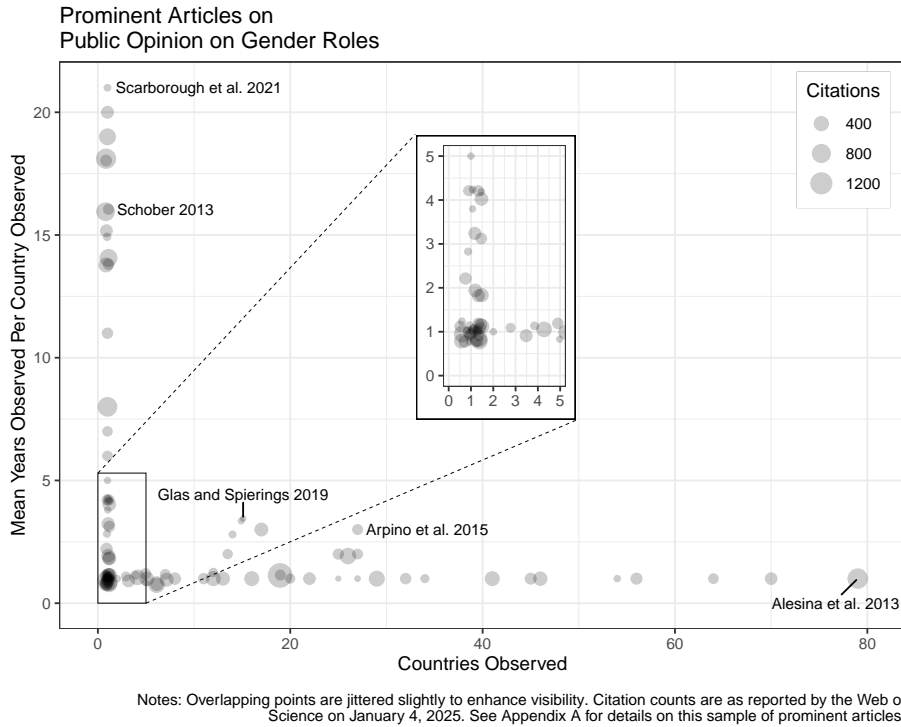 Prominent Articles on
Public Opinion on Gender Roles
Citations
400
800
1200
Scarborough et al. 2021
Schober 2013
Glas and Spierings 2019
Arpino et al. 2015
Alesina et al. 2013
Mean Years Observed Per Country Observed
20
15
10
5
0
5
4
3
2
1
0
0 1 2 3 4 5
0 20 40 60 80
Countries Observed
Notes: Overlapping points are jittered slightly to enhance visibility. Citation counts are as reported by the Web o
Science on January 4, 2025. See Appendix A for details on this sample of prominent articles